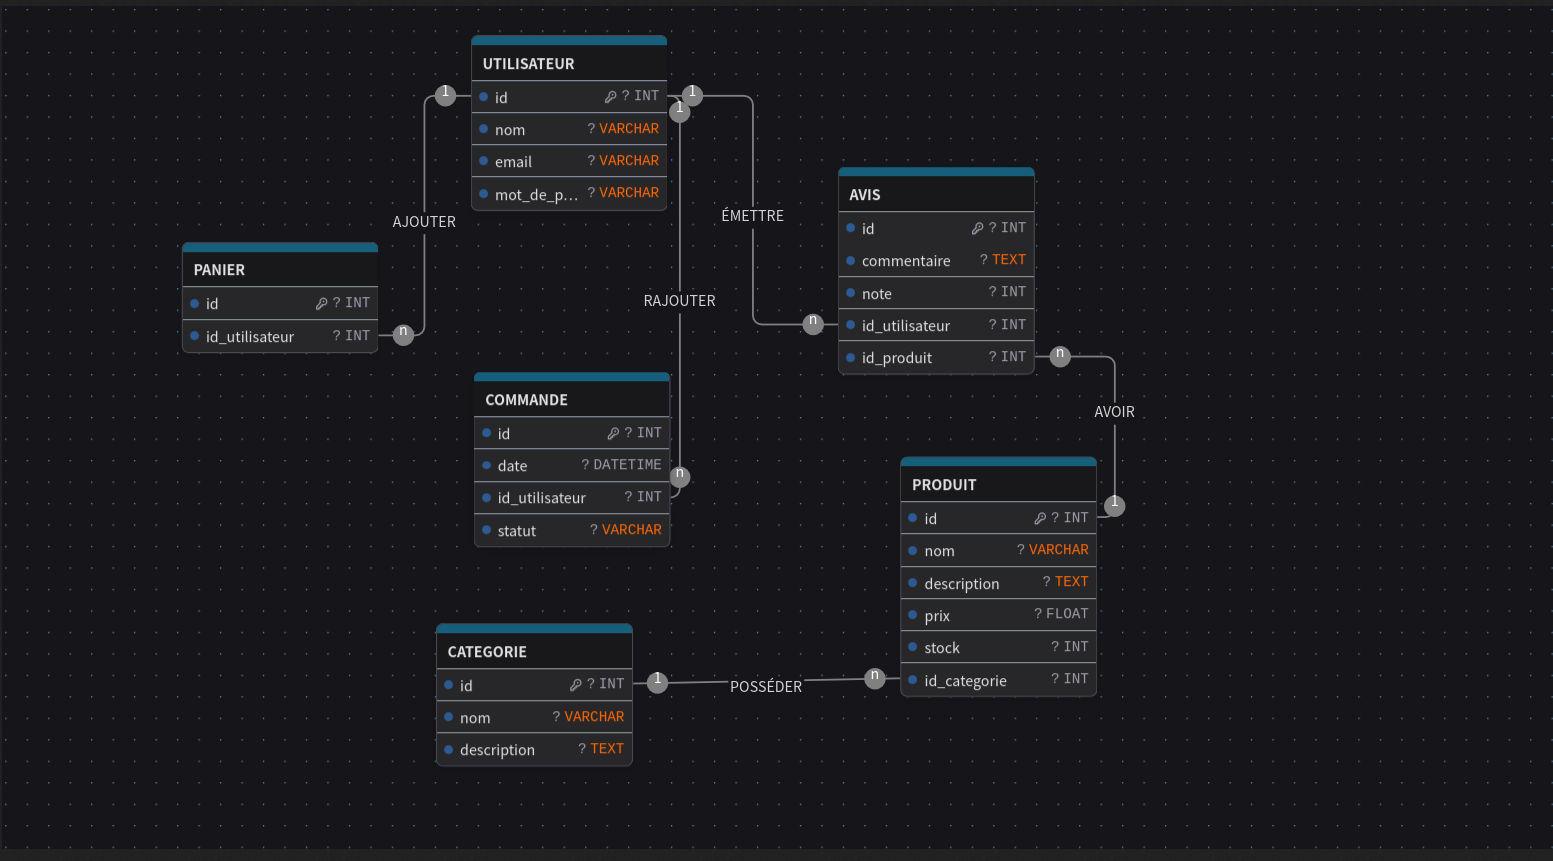 UTILISATEUR
id ? INT
nom ? VARCHAR
email ? VARCHAR
mot_de_p... ? VARCHAR
1
1
1
AJOUTER
ÉMETTRE
RAJOUTER
PANIER
id ? INT
id_utilisateur ? INT
n
AVIS
id ? INT
commentaire ? TEXT
note ? INT
id_utilisateur ? INT
id_produit ? INT
n
n
AVOIR
COMMANDE
id ? INT
date ? DATETIME
id_utilisateur ? INT
statut ? VARCHAR
n
PRODUIT
id ? INT
nom ? VARCHAR
description ? TEXT
prix ? FLOAT
stock ? INT
id_categorie ? INT
1
CATEGORIE
id ? INT
nom ? VARCHAR
description ? TEXT
1
POSSÉDER
n